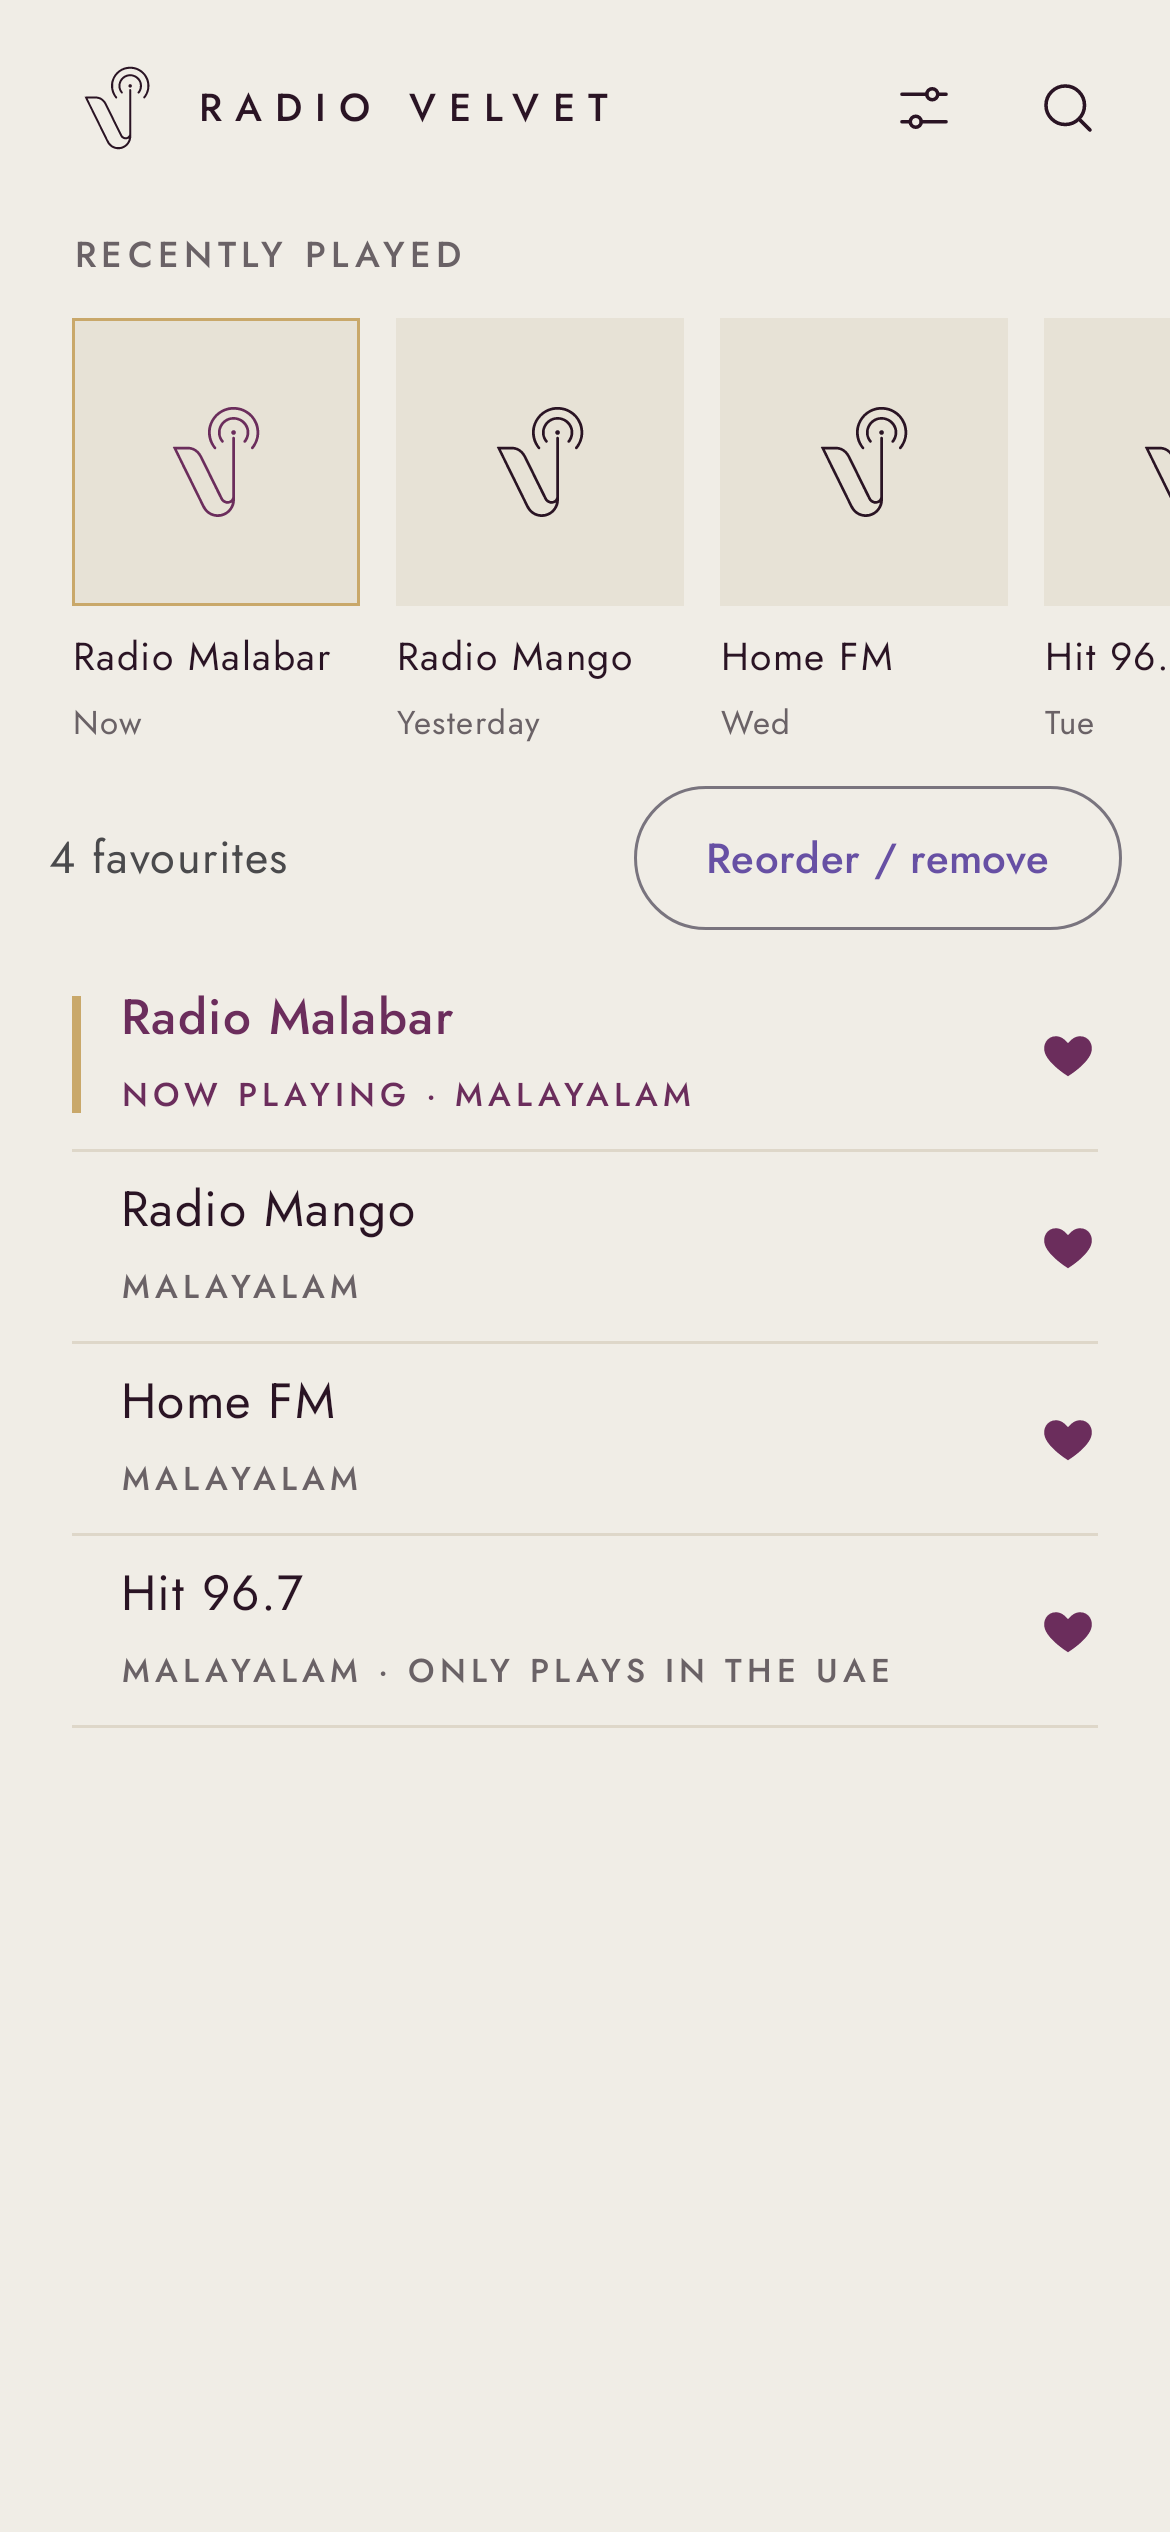 RADIO VELVET
RECENTLY PLAYED
Radio Malabar
Now
Radio Mango
Yesterday
Home FM
Wed
Hit 96.
Tue
4 favourites
Reorder / remove
Radio Malabar
NOW PLAYING · MALAYALAM
Radio Mango
MALAYALAM
Home FM
MALAYALAM
Hit 96.7
MALAYALAM · ONLY PLAYS IN THE UAE